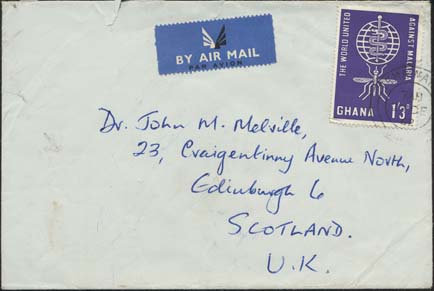 BY AIR MAIL
PAR AVION
THE WORLD UNITED
AGAINST MALARIA
GHANA 1'3ᴰ
Dr. John M. Melville,
23, Craigentinny Avenue North,
Edinburgh 6
SCOTLAND.
U.K.